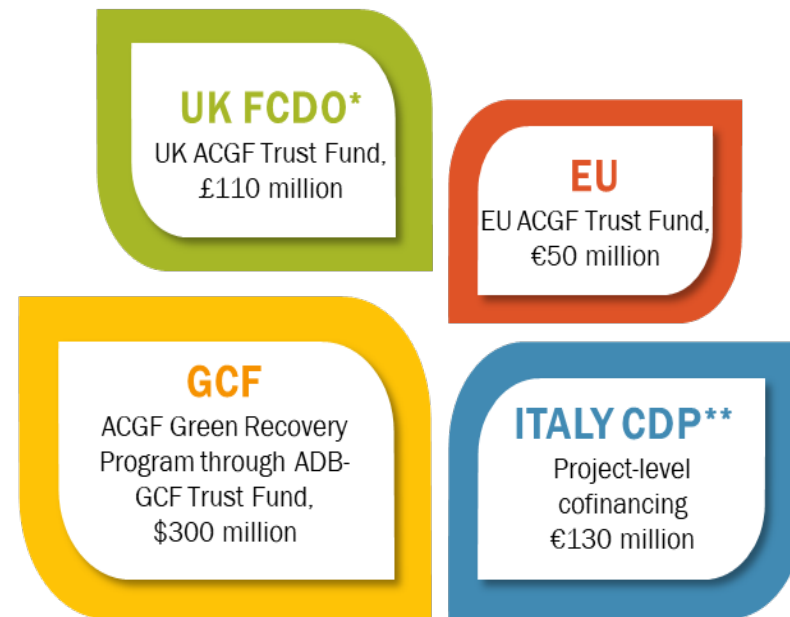 UK FCDO*
UK ACGF Trust Fund,
£110 million
EU
EU ACGF Trust Fund,
€50 million
GCF
ACGF Green Recovery
Program through ADB-
GCF Trust Fund,
$300 million
ITALY CDP**
Project-level
cofinancing
€130 million